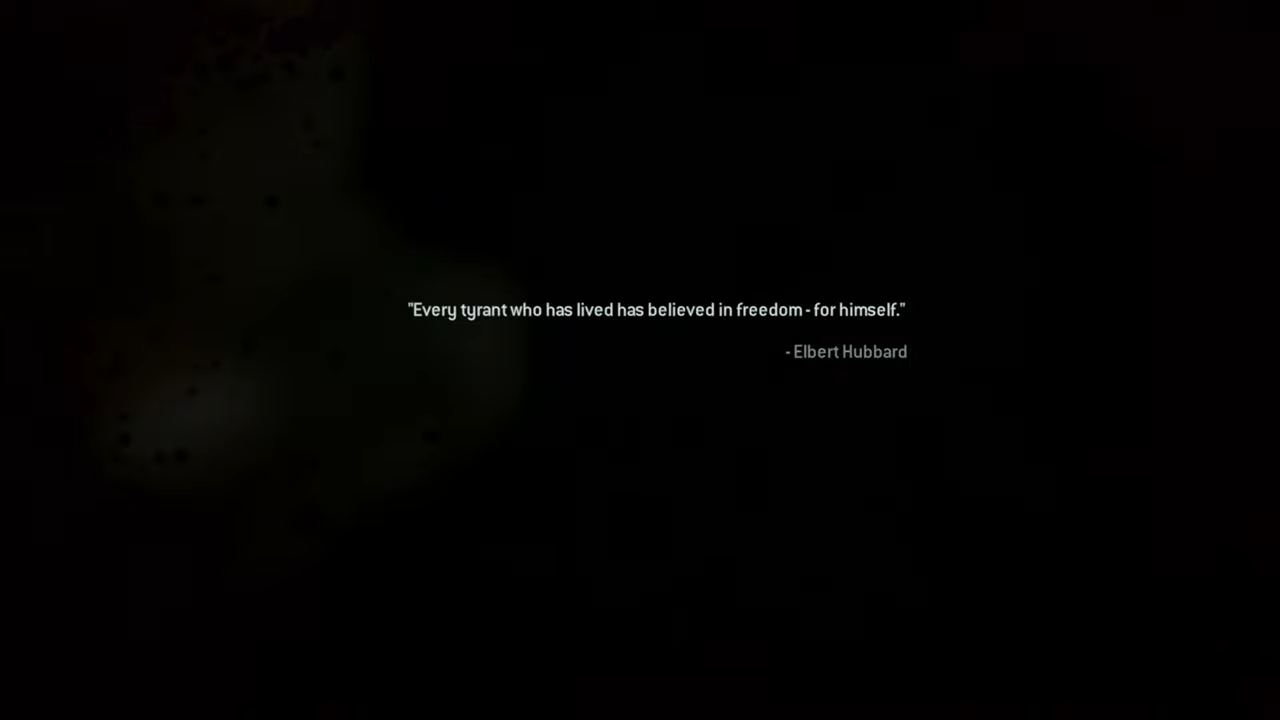 "Every tyrant who has lived has believed in freedom - for himself."
- Elbert Hubbard